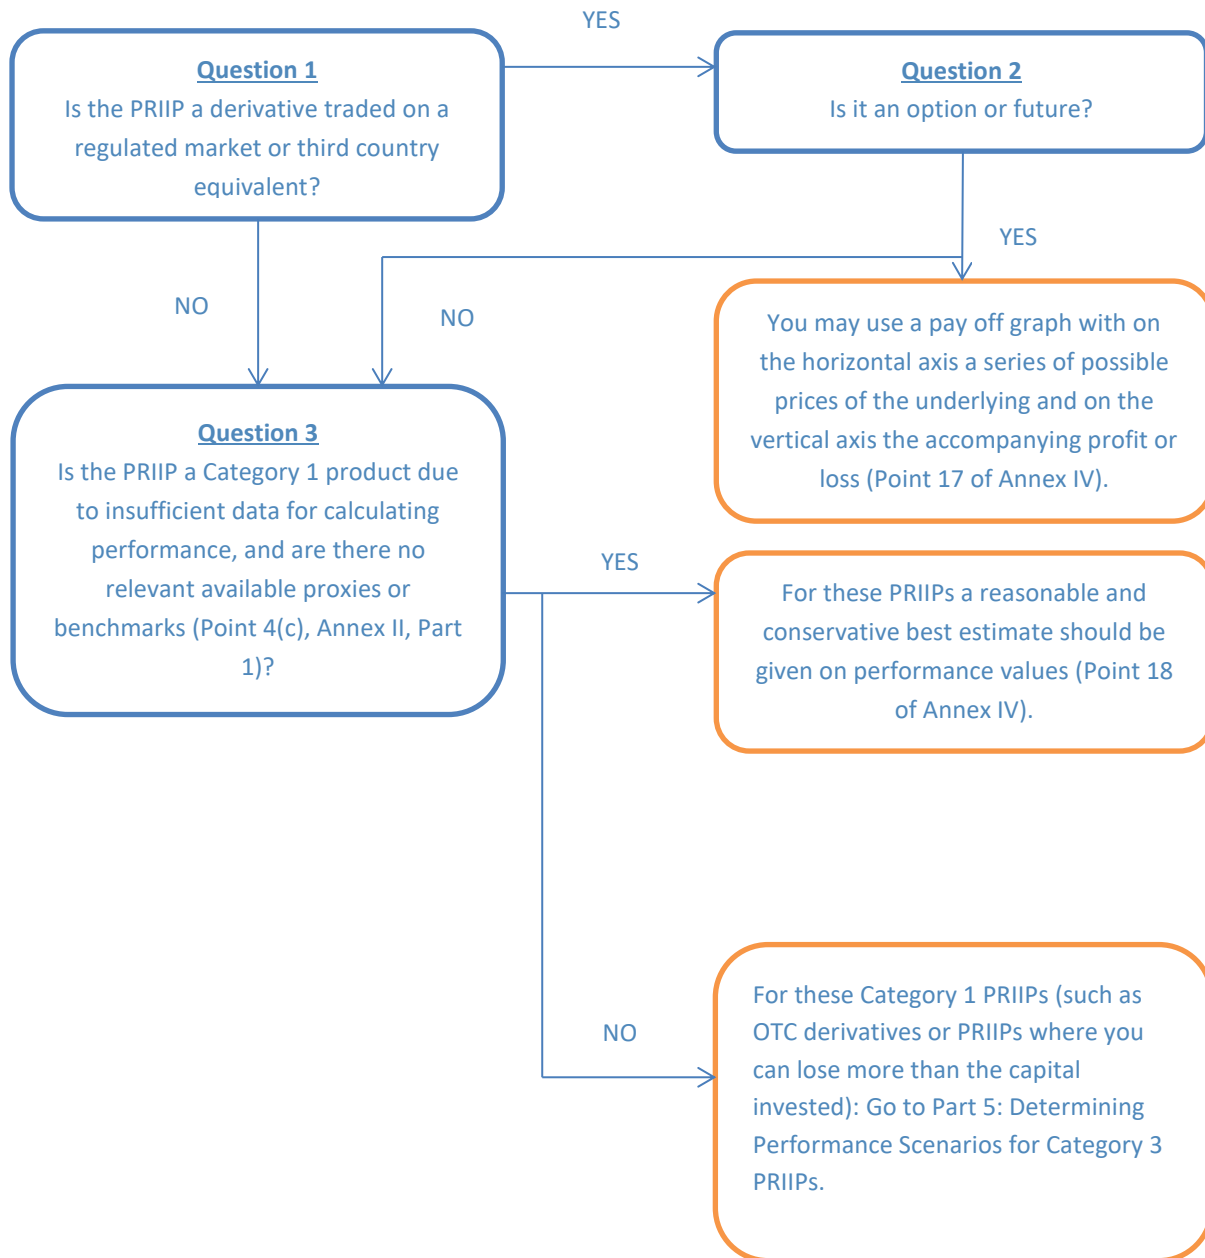 YES
Question 1
Is the PRIIP a derivative traded on a
regulated market or third country
equivalent?
Question 2
Is it an option or future?
YES
NO
NO
You may use a pay off graph with on
the horizontal axis a series of possible
prices of the underlying and on the
vertical axis the accompanying profit or
loss (Point 17 of Annex IV).
Question 3
Is the PRIIP a Category 1 product due
to insufficient data for calculating
performance, and are there no
relevant available proxies or
benchmarks (Point 4(c), Annex II, Part
1)?
YES
For these PRIIPs a reasonable and
conservative best estimate should be
given on performance values (Point 18
of Annex IV).
NO
For these Category 1 PRIIPs (such as
OTC derivatives or PRIIPs where you
can lose more than the capital
invested): Go to Part 5: Determining
Performance Scenarios for Category 3
PRIIPs.